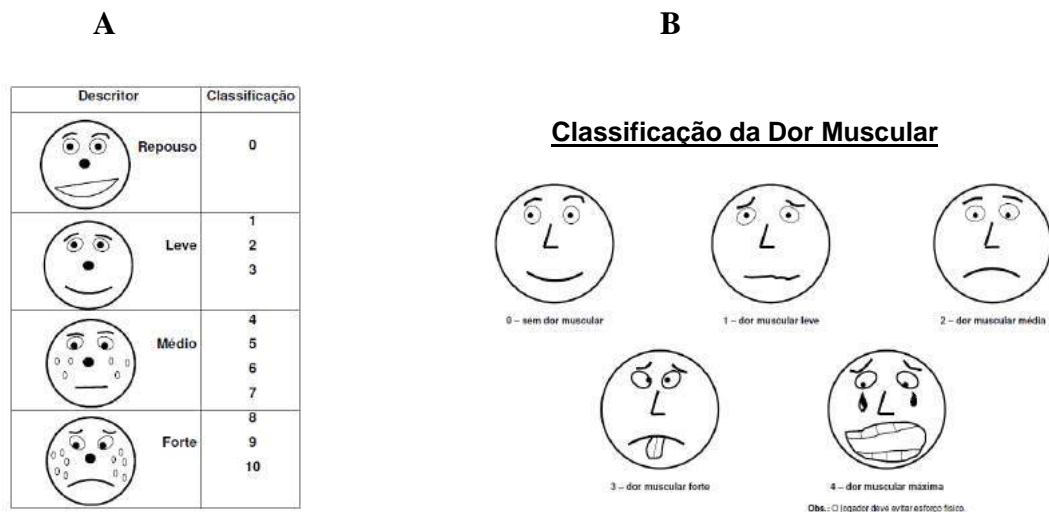 A
B
Descritor Classificação
Repouso 0
Leve 1
2
3
Médio 4
5
6
7
Forte 8
9
10
Classificação da Dor Muscular
0 – sem dor muscular
1 – dor muscular leve
2 – dor muscular média
3 – dor muscular forte
4 – dor muscular máxima
Obs.: O jogador deve evitar esforço físico.